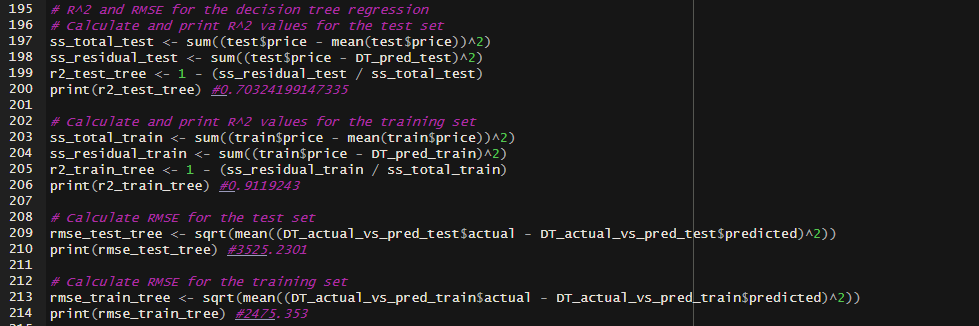 195 # R^2 and RMSE for the decision tree regression
196 # Calculate and print R^2 values for the test set
197 ss_total_test <- sum((test$price - mean(test$price))^2)
198 ss_residual_test <- sum((test$price - DT_pred_test)^2)
199 r2_test_tree <- 1 - (ss_residual_test / ss_total_test)
200 print(r2_test_tree) #0.70324199147335
201
202 # Calculate and print R^2 values for the training set
203 ss_total_train <- sum((train$price - mean(train$price))^2)
204 ss_residual_train <- sum((train$price - DT_pred_train)^2)
205 r2_train_tree <- 1 - (ss_residual_train / ss_total_train)
206 print(r2_train_tree) #0.9119243
207
208 # Calculate RMSE for the test set
209 rmse_test_tree <- sqrt(mean((DT_actual_vs_pred_test$actual - DT_actual_vs_pred_test$predicted)^2))
210 print(rmse_test_tree) #3525.2301
211
212 # Calculate RMSE for the training set
213 rmse_train_tree <- sqrt(mean((DT_actual_vs_pred_train$actual - DT_actual_vs_pred_train$predicted)^2))
214 print(rmse_train_tree) #2475.353